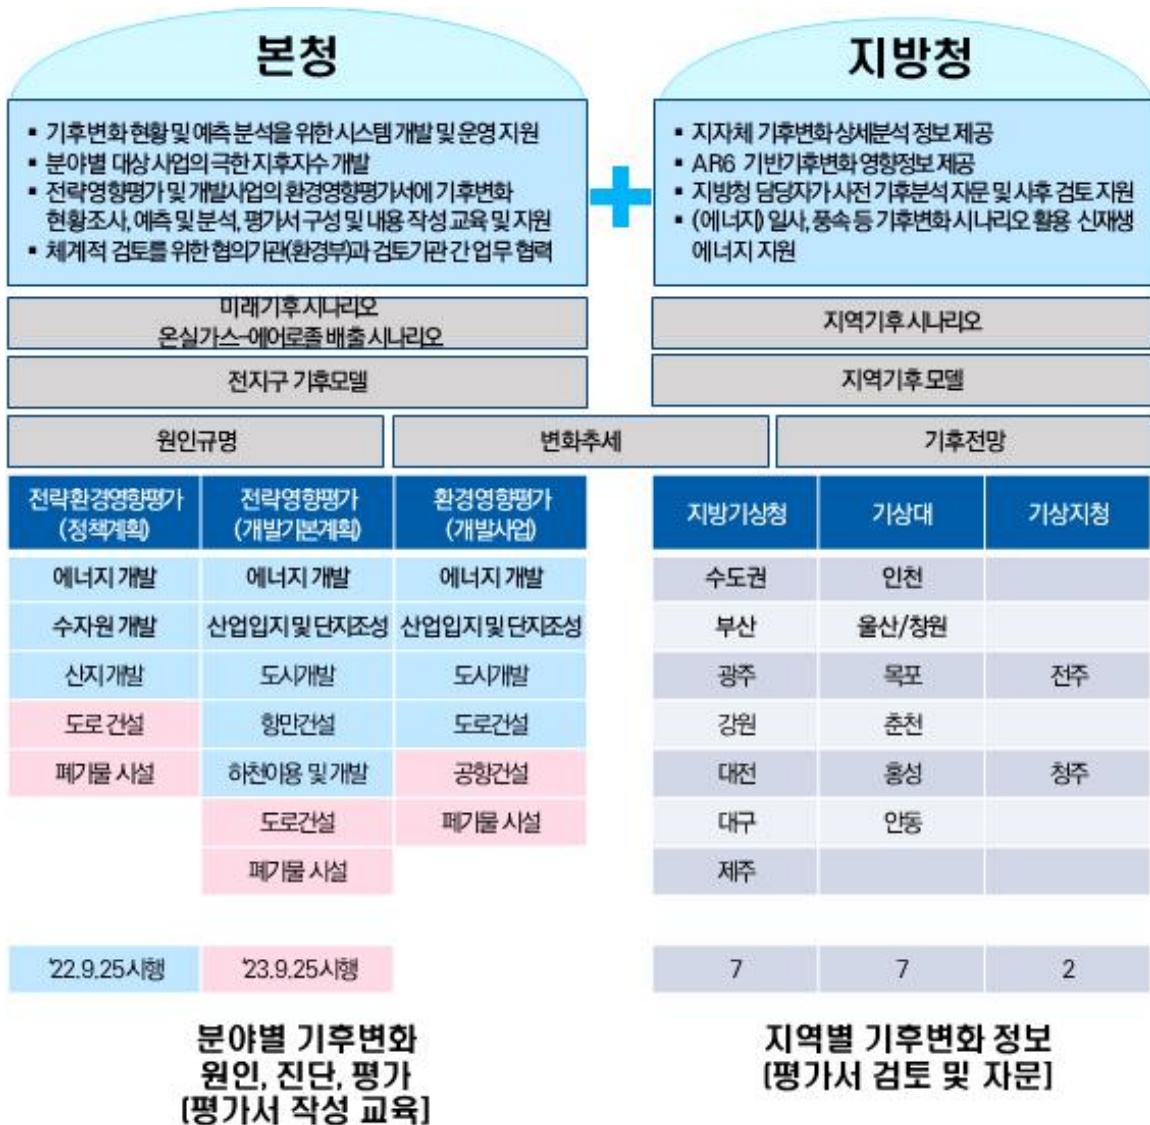 본청
▪ 기후변화 현황 및 예측 분석을 위한 시스템 개발 및 운영 지원
▪ 분야별 대상 사업의 극한 지후지수 개발
▪ 전략영향평가 및 개발사업의 환경영향평가서에 기후변화
현황조사, 예측 및 분석, 평가서 구성 및 내용 작성 교육 및 지원
▪ 체계적 검토를 위한 협의기관(환경부)과 검토기관 간 업무 협력
지방청
▪ 지자체 기후변화 상세분석 정보 제공
▪ AR6 기반기후변화 영향정보 제공
▪ 지방청 담당자가 사전 기후분석 자문 및 사후 검토 지원
▪ (에너지) 일사, 풍속 등 기후변화 시나리오 활용 신재생
에너지 지원
미래기후 시나리오
온실가스-에어로졸 배출 시나리오
지역기후 시나리오
전지구 기후모델
지역기후 모델
원인규명
변화추세
기후전망
전략환경영향평가
(정책계획)
전략영향평가
(개발기본계획)
환경영향평가
(개발사업)
에너지 개발 에너지 개발 에너지 개발
수자원 개발 산업입지 및 단지조성 산업입지 및 단지조성
산지 개발 도시개발 도시개발
도로 건설 항만건설 도로건설
폐기물 시설 하천이용 및 개발 공항건설
도로건설 폐기물 시설
폐기물 시설
'22.9.25시행 '23.9.25시행
분야별 기후변화
원인, 진단, 평가
[평가서 작성 교육]
지방기상청 기상대 기상지청
수도권 인천
부산 울산/창원
광주 목포 전주
강원 춘천
대전 홍성 청주
대구 안동
제주
7 7 2
지역별 기후변화 정보
[평가서 검토 및 자문]